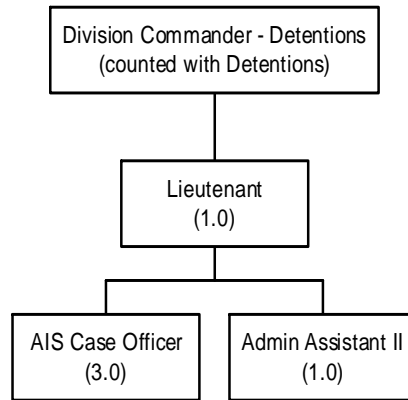 Division Commander - Detentions
(counted with Detentions)
Lieutenant
(1.0)
AIS Case Officer
(3.0)
Admin Assistant II
(1.0)